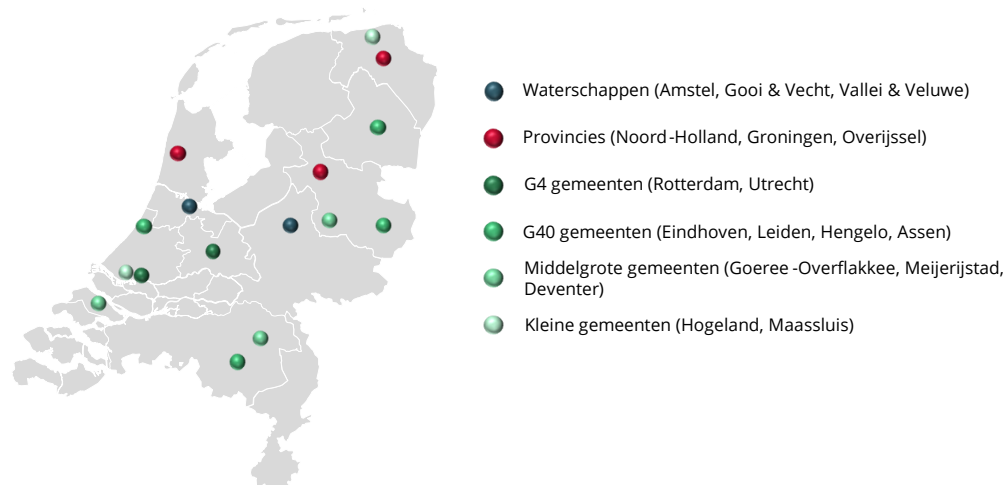 Waterschappen (Amstel, Gooi & Vecht, Vallei & Veluwe)
Provincies (Noord-Holland, Groningen, Overijssel)
G4 gemeenten (Rotterdam, Utrecht)
G40 gemeenten (Eindhoven, Leiden, Hengelo, Assen)
Middelgrote gemeenten (Goeree -Overflakkee, Meijerijstad,
Deventer)
Kleine gemeenten (Hogeland, Maassluis)